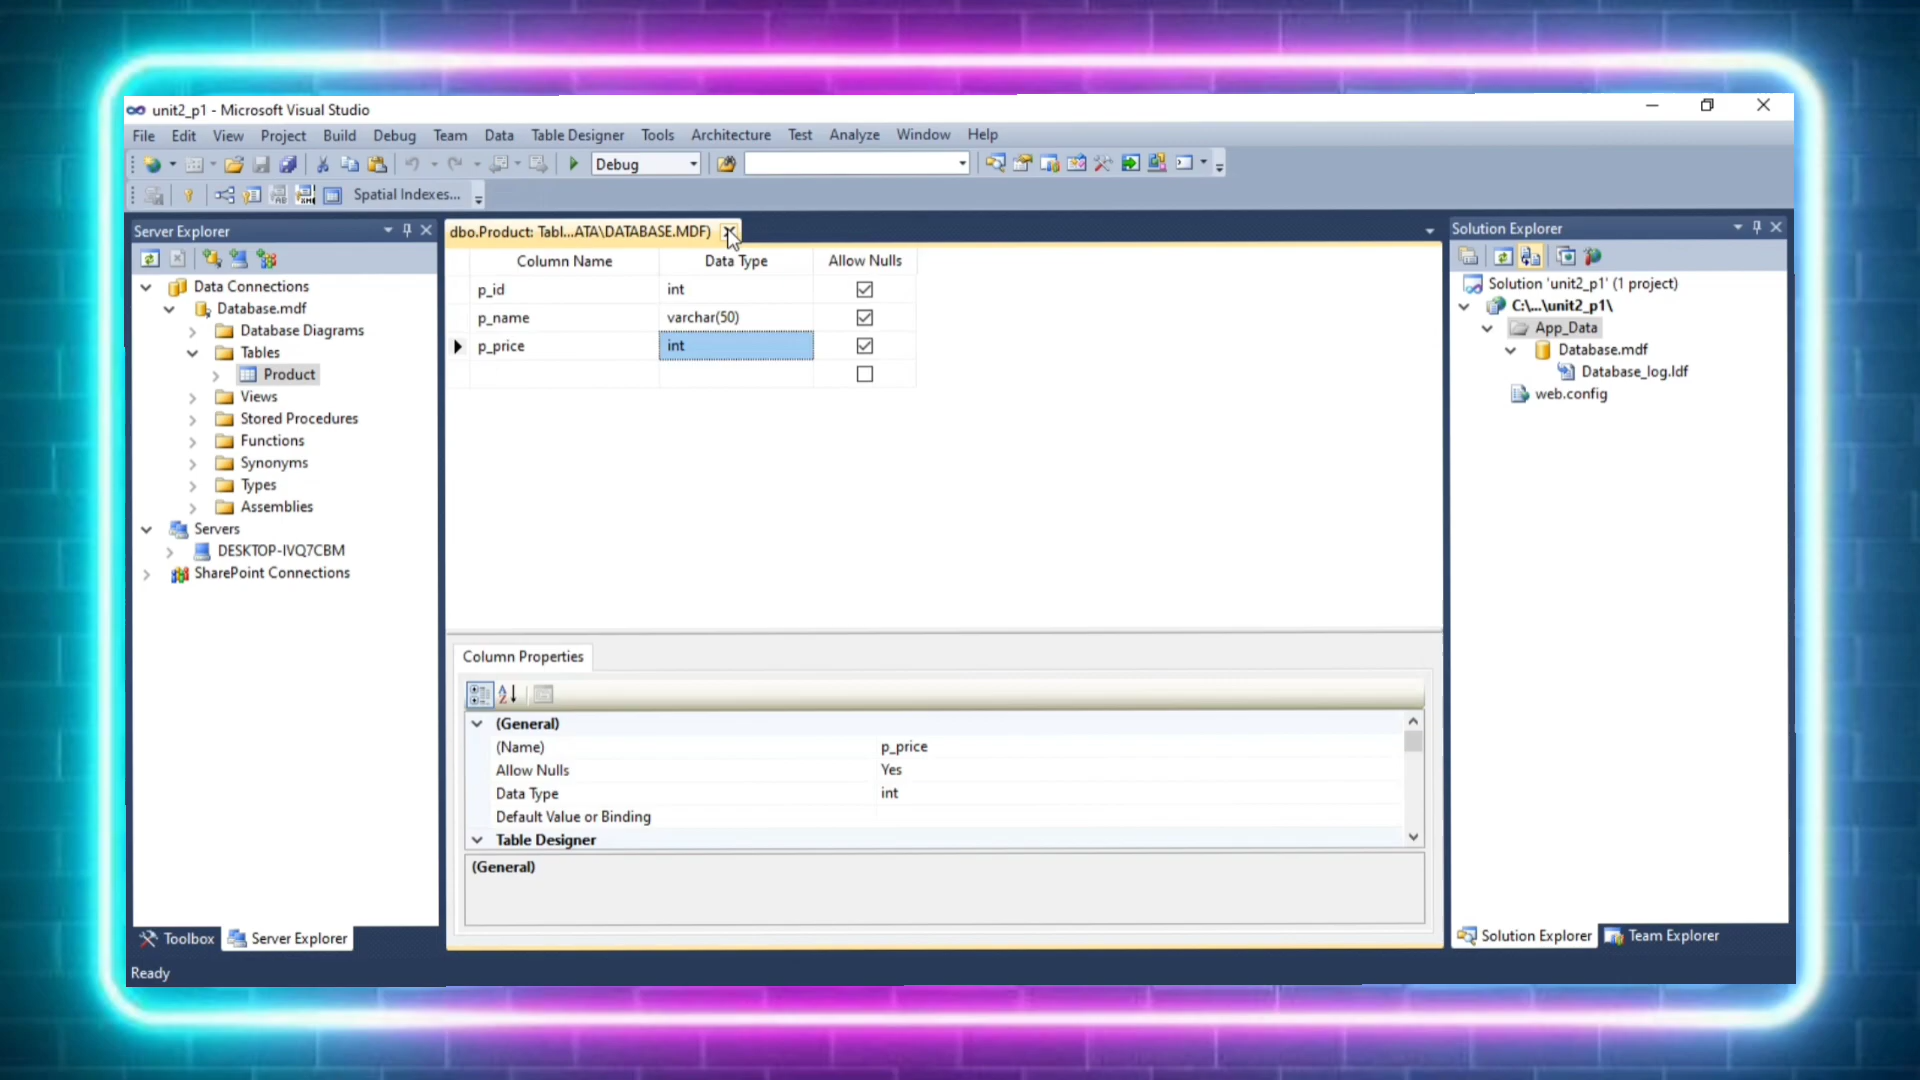 unit2_p1 - Microsoft Visual Studio
File Edit View Project Build Debug Team Data Table Designer Tools Architecture Test Analyze Window Help
Debug
Spatial Indexes...
Server Explorer
Data Connections
Database.mdf
Database Diagrams
Tables
Product
Views
Stored Procedures
Functions
Synonyms
Types
Assemblies
Servers
DESKTOP-IVQ7CBM
SharePoint Connections
Toolbox
Server Explorer
Ready
dbo.Product: Tabl...ATA\DATABASE.MDF)
Column Name Data Type Allow Nulls
p_id int
p_name varchar(50)
p_price int
Column Properties
(General)
(Name) p_price
Allow Nulls Yes
Data Type int
Default Value or Binding
Table Designer
(General)
Solution Explorer
Solution 'unit2_p1' (1 project)
C:\...\unit2_p1\
App_Data
Database.mdf
Database_log.ldf
web.config
Solution Explorer
Team Explorer